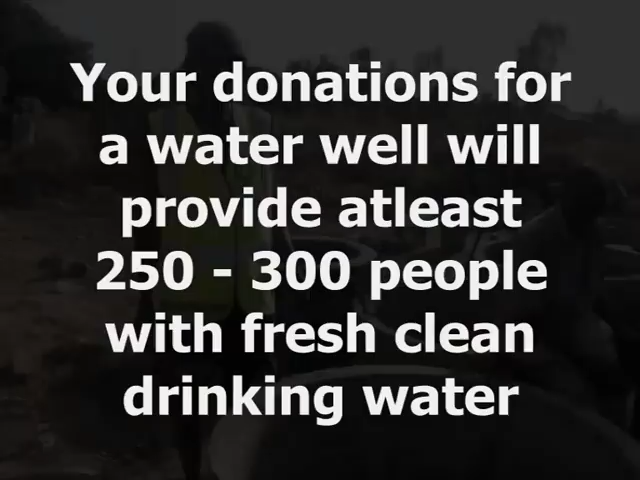 Your donations for
a water well will
provide atleast
250 - 300 people
with fresh clean
drinking water